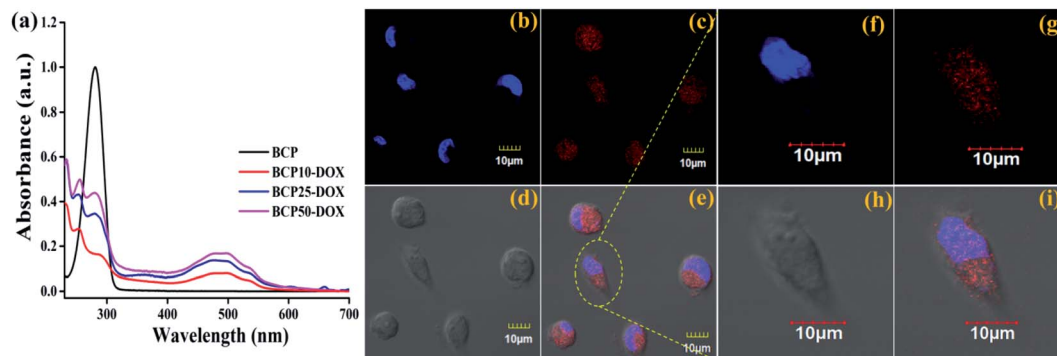 (a)
Absorbance (a.u.)
1.2
1.0
0.8
0.6
0.4
0.2
0.0
BCP
BCP10-DOX
BCP25-DOX
BCP50-DOX
300 400 500 600 700
Wavelength (nm)
(b)
10µm
(c)
10µm
(d)
10µm
(e)
10µm
(f)
10µm
(g)
10µm
(h)
10µm
(i)
10µm